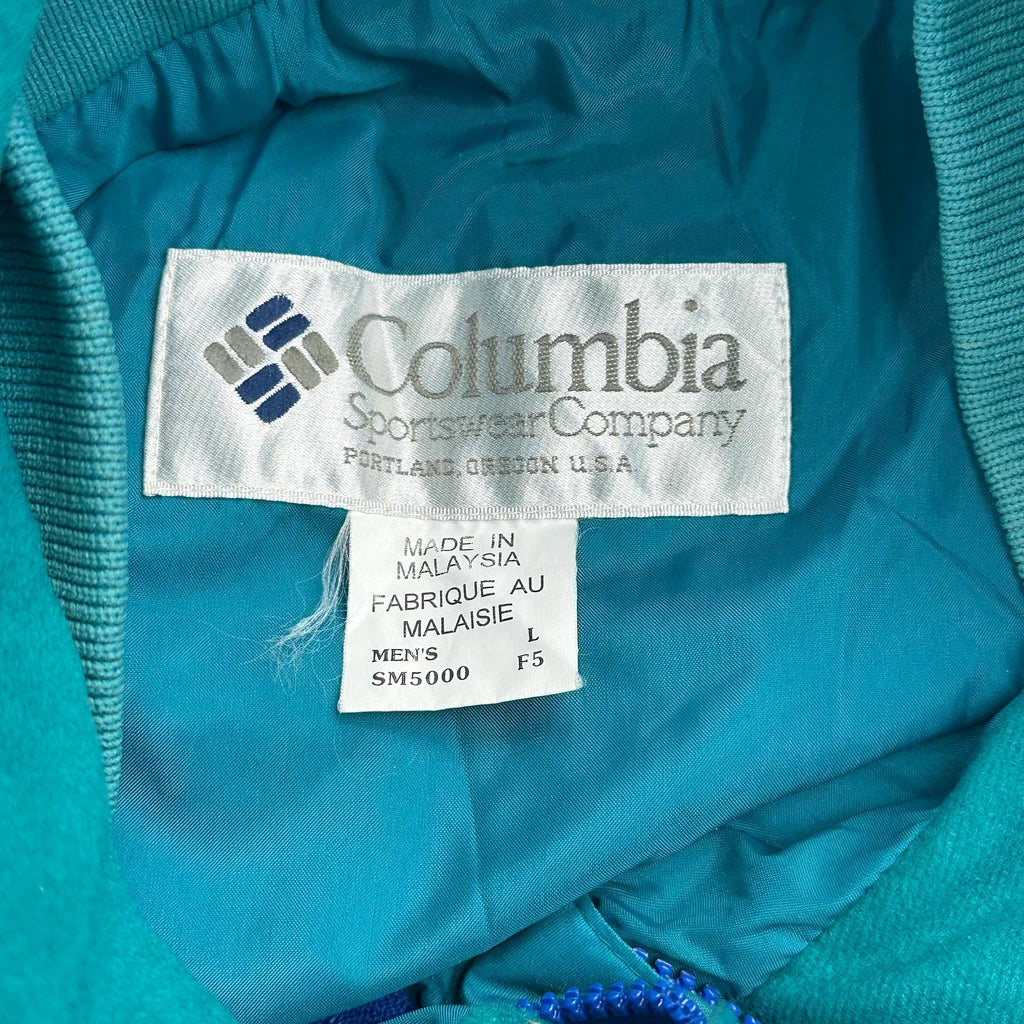 Columbia
Sportswear Company
PORTLAND, OREGON U.S.A.
MADE IN
MALAYSIA
FABRIQUE AU
MALAISIE
L
MEN'S
F5
SM5000